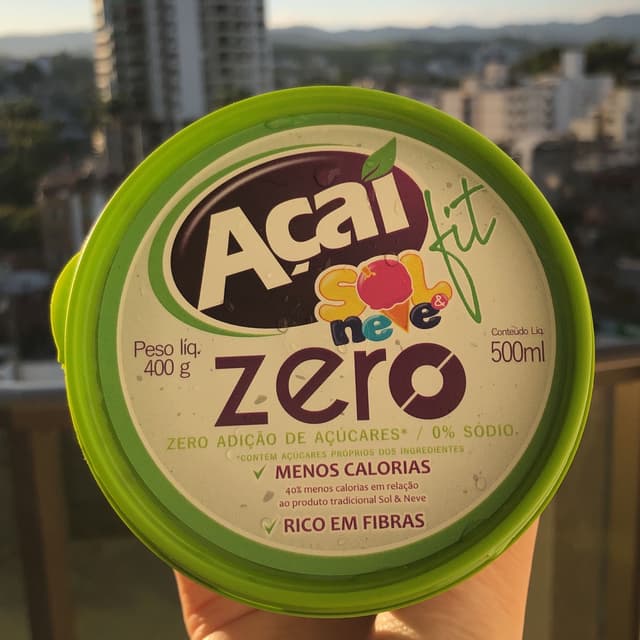 Açaí
fit
SOL
& neve
Peso líq.
400 g
Conteúdo Liq.
500ml
zero
ZERO ADIÇÃO DE AÇÚCARES* / 0% SÓDIO.
*CONTÉM AÇÚCARES PRÓPRIOS DOS INGREDIENTES
✓ MENOS CALORIAS
40% menos calorias em relação
ao produto tradicional Sol & Neve
✓ RICO EM FIBRAS